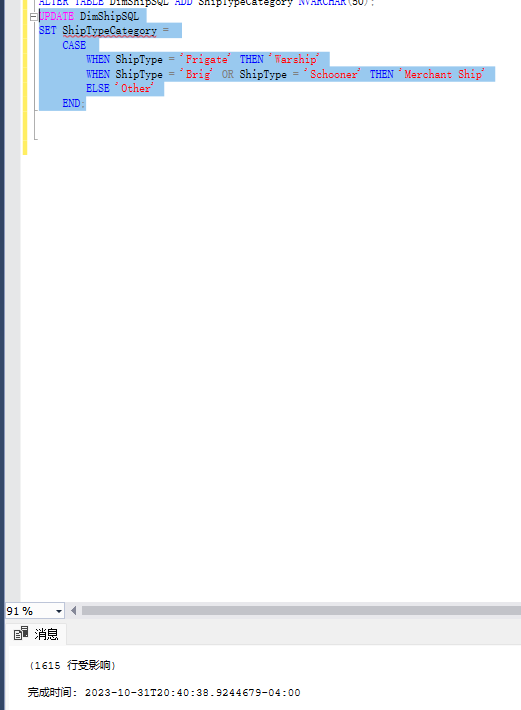 ALTER TABLE DimShipSQL ADD ShipTypeCategory NVARCHAR(50);
UPDATE DimShipSQL
SET ShipTypeCategory =
CASE
WHEN ShipType = 'Frigate' THEN 'Warship'
WHEN ShipType = 'Brig' OR ShipType = 'Schooner' THEN 'Merchant Ship'
ELSE 'Other'
END;
91 %
消息
(1615 行受影响)
完成时间: 2023-10-31T20:40:38.9244679-04:00